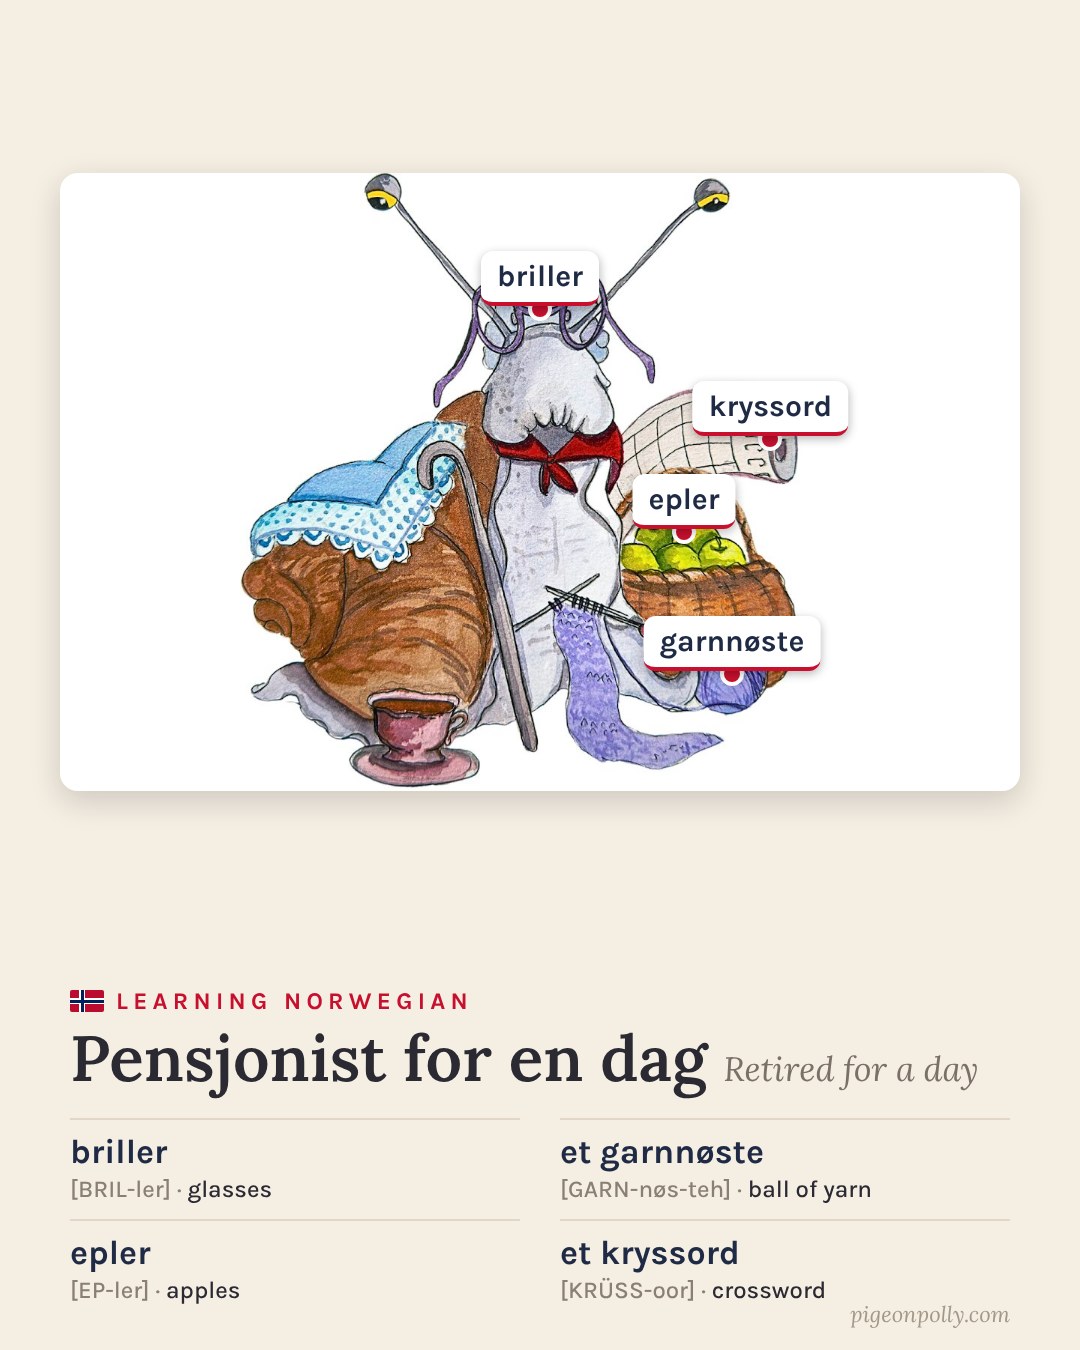 briller
kryssord
epler
garnnøste
LEARNING NORWEGIAN
Pensjonist for en dag Retired for a day
briller
[BRIL-ler] · glasses
et garnnøste
[GARN-nøs-teh] · ball of yarn
epler
[EP-ler] · apples
et kryssord
[KRÜSS-oor] · crossword
pigeonpolly.com